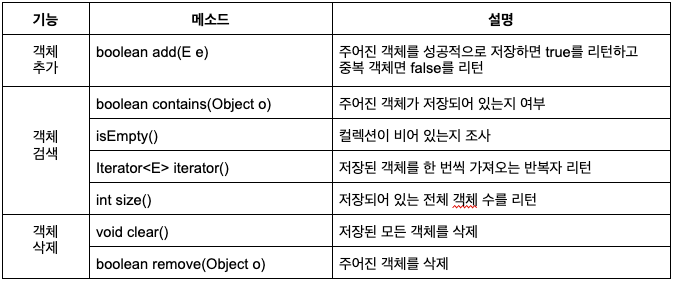 기능 메소드 설명
객체
추가
boolean add(E e)
주어진 객체를 성공적으로 저장하면 true를 리턴하고
중복 객체면 false를 리턴
객체
검색
boolean contains(Object o) 주어진 객체가 저장되어 있는지 여부
isEmpty() 컬렉션이 비어 있는지 조사
Iterator<E> iterator() 저장된 객체를 한 번씩 가져오는 반복자 리턴
int size() 저장되어 있는 전체 객체 수를 리턴
객체
삭제
void clear() 저장된 모든 객체를 삭제
boolean remove(Object o) 주어진 객체를 삭제